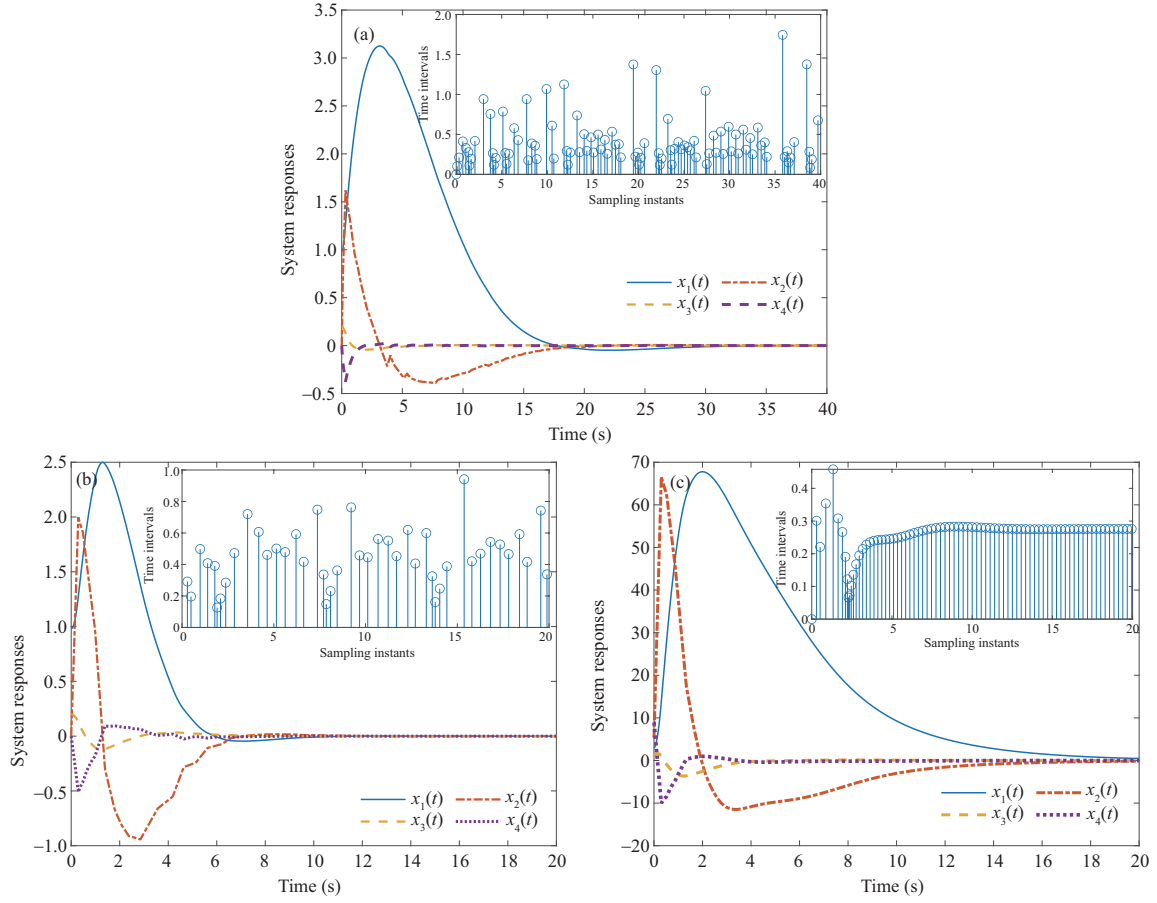 (a)
System responses
3.5
3.0
2.5
2.0
1.5
1.0
0.5
0
–0.5
0 5 10 15 20 25 30 35 40
Time (s)
Time intervals
2.0
1.5
1.0
0.5
0
0 5 10 15 20 25 30 35 40
Sampling instants
x1(t) x2(t)
x3(t) x4(t)
(b)
System responses
2.5
2.0
1.5
1.0
0.5
0
–0.5
–1.0
0 2 4 6 8 10 12 14 16 18 20
Time (s)
Time intervals
1.0
0.8
0.6
0.4
0.2
0
0 5 10 15 20
Sampling instants
x1(t) x2(t)
x3(t) x4(t)
(c)
System responses
70
60
50
40
30
20
10
0
–10
–20
0 2 4 6 8 10 12 14 16 18 20
Time (s)
Time intervals
0.4
0.3
0.2
0.1
0
0 5 10 15 20
Sampling instants
x1(t) x2(t)
x3(t) x4(t)